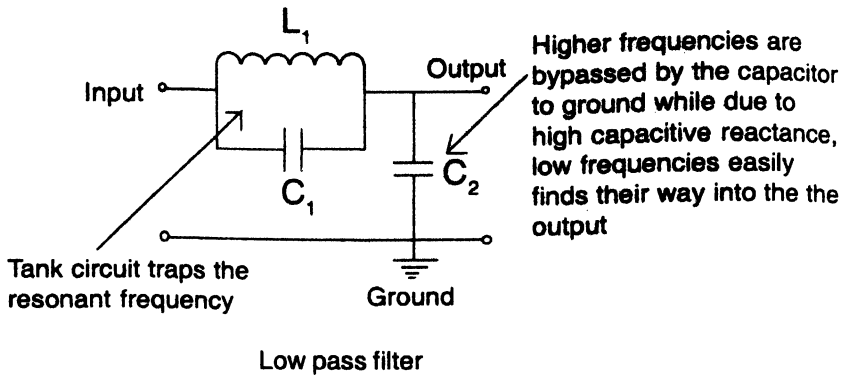 L1
Input
Output
C1
C2
Higher frequencies are
bypassed by the capacitor
to ground while due to
high capacitive reactance,
low frequencies easily
finds their way into the the
output
Tank circuit traps the
resonant frequency
Ground
Low pass filter